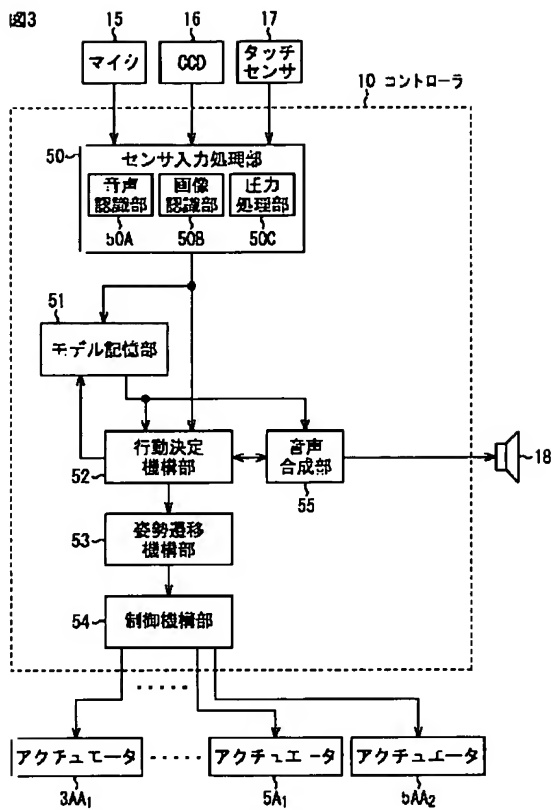 図3
15
16
17
マイク
CCD
タッチ
センサ
10 コントローラ
50
センサ入力処理部
音声
認識部
画像
認識部
圧力
処理部
50A
50B
50C
51
モデル記憶部
行動決定
機構部
52
音声
合成部
55
18
姿勢遷移
機構部
53
制御機構部
54
.....
アクチュエータ
.....
アクチュエータ
アクチュエータ
3AA₁
5A₁
5AA₂